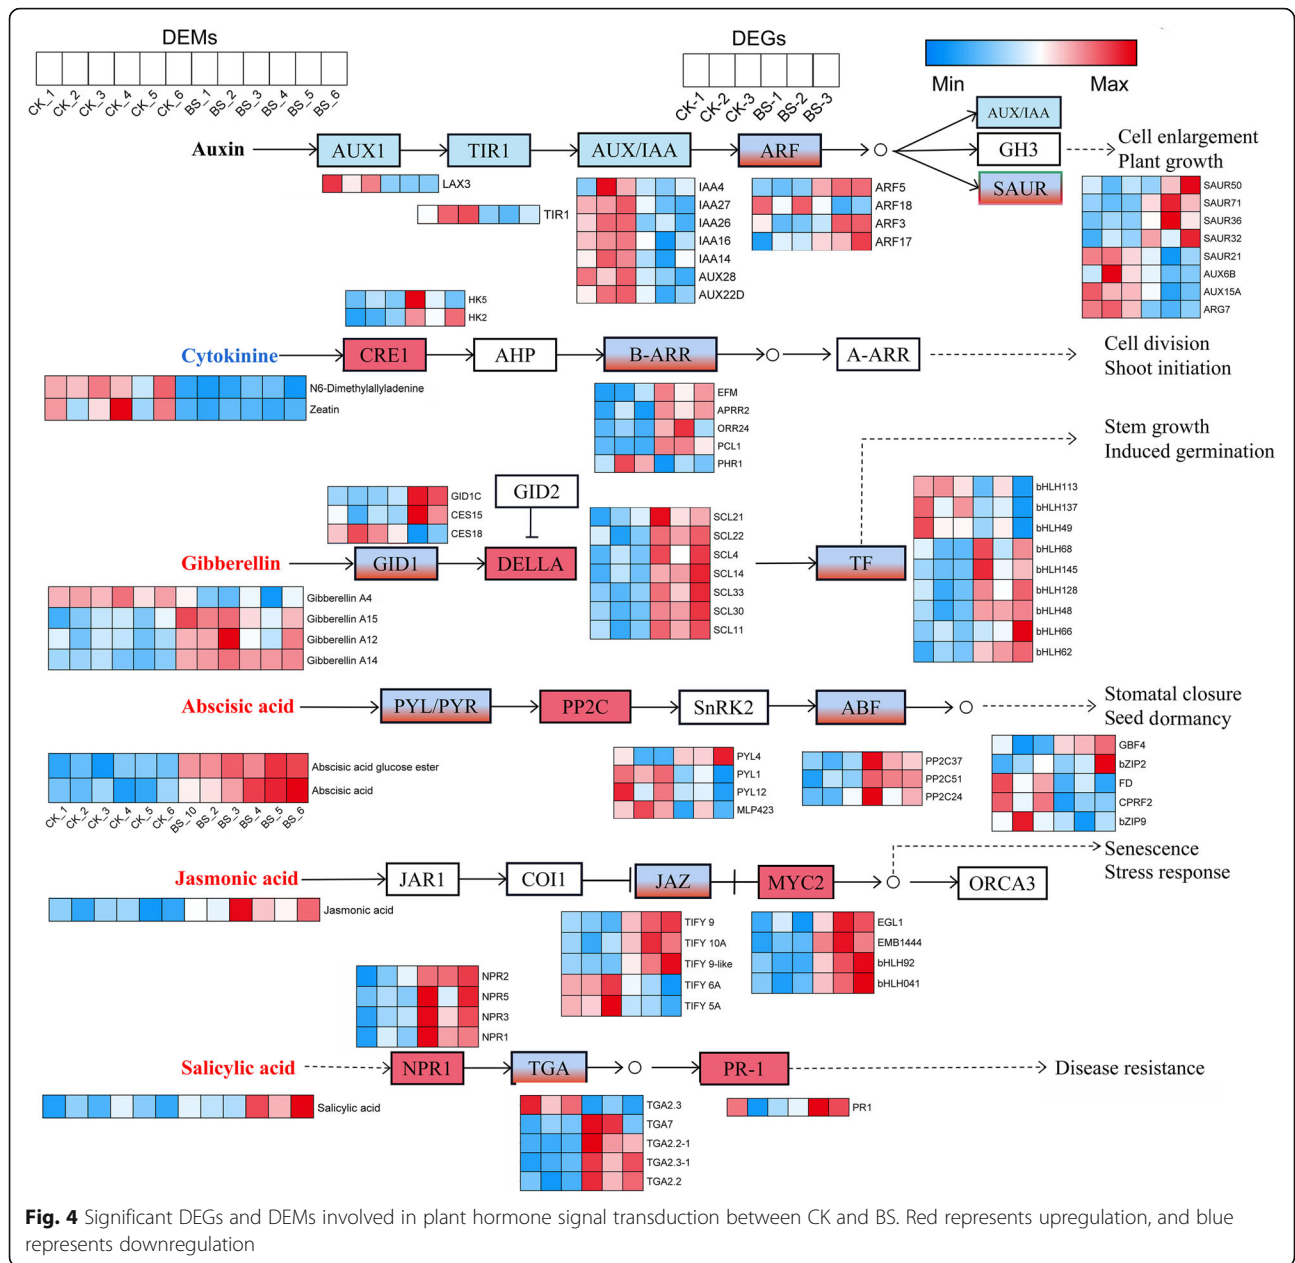 DEMs
CK_1 CK_2 CK_3 CK_4 CK_5 CK_6 BS_1 BS_2 BS_3 BS_4 BS_5 BS_6
DEGs
CK-1 CK-2 CK-3 BS-1 BS-2 BS-3
Min Max
Auxin AUX1 TIR1 AUX/IAA ARF
AUX/IAA
GH3
SAUR
Cell enlargement
Plant growth
LAX3
TIR1
IAA4
IAA27
IAA26
IAA16
IAA14
AUX28
AUX22D
ARF5
ARF18
ARF3
ARF17
SAUR50
SAUR71
SAUR36
SAUR32
SAUR21
AUX6B
AUX15A
ARG7
HK5
HK2
Cytokinine CRE1 AHP B-ARR A-ARR
Cell division
Shoot initiation
N6-Dimethylallyladenine
Zeatin
EFM
APRR2
ORR24
PCL1
PHR1
Stem growth
Induced germination
GID1C
CES15
CES18
GID2
Gibberellin GID1 DELLA TF
SCL21
SCL22
SCL4
SCL14
SCL33
SCL30
SCL11
bHLH113
bHLH137
bHLH49
bHLH68
bHLH145
bHLH128
bHLH48
bHLH66
bHLH62
Gibberellin A4
Gibberellin A15
Gibberellin A12
Gibberellin A14
Abscisic acid PYL/PYR PP2C SnRK2 ABF
Stomatal closure
Seed dormancy
Abscisic acid glucose ester
Abscisic acid
CK_1 CK_2 CK_3 CK_4 CK_5 CK_6 BS_10 BS_2 BS_3 BS_4 BS_5 BS_6
PYL4
PYL1
PYL12
MLP423
PP2C37
PP2C51
PP2C24
GBF4
bZIP2
FD
CPRF2
bZIP9
Senescence
Stress response
Jasmonic acid JAR1 COI1 JAZ MYC2 ORCA3
Jasmonic acid
TIFY 9
TIFY 10A
TIFY 9-like
TIFY 6A
TIFY 5A
EGL1
EMB1444
bHLH92
bHLH041
NPR2
NPR5
NPR3
NPR1
Salicylic acid NPR1 TGA PR-1 Disease resistance
Salicylic acid
TGA2.3
TGA7
TGA2.2-1
TGA2.3-1
TGA2.2
PR1
Fig. 4 Significant DEGs and DEMs involved in plant hormone signal transduction between CK and BS. Red represents upregulation, and blue
represents downregulation